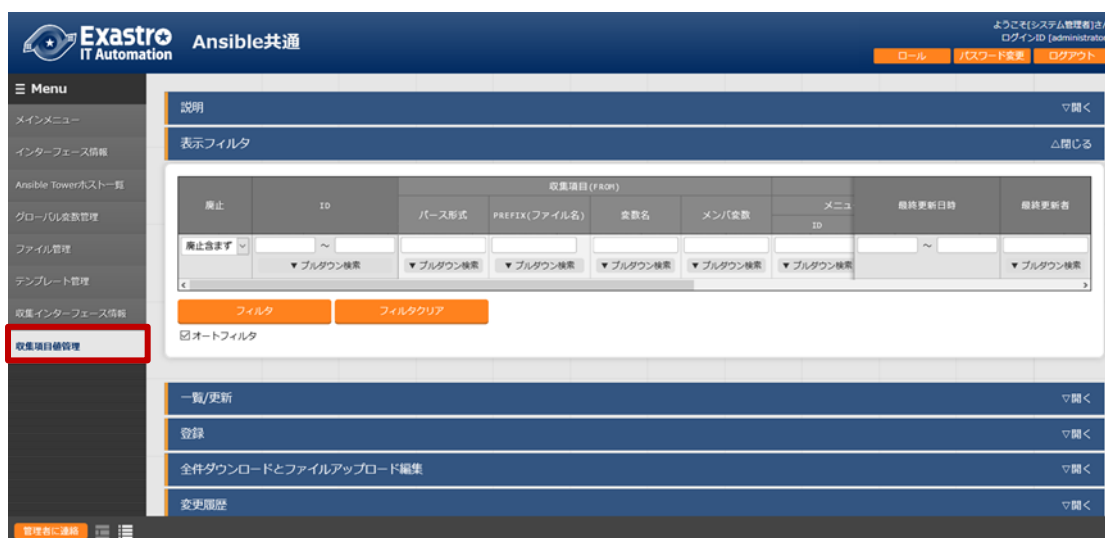 Exastro
IT Automation
Ansible共通
ようこそ[システム管理者]さ
ログインID [administrator
ロール
パスワード変更
ログアウト
Menu
メインメニュー
インターフェース情報
Ansible Towerホスト一覧
グローバル変数管理
ファイル管理
テンプレート管理
収集インターフェース情報
収集項目値管理
説明
▽開く
表示フィルタ
△閉じる
廃止
ID
収集項目(FROM)
パース形式
PREFIX(ファイル名)
変数名
メンバ変数
メニュ
ID
最終更新日時
最終更新者
廃止含まず
~
~
▼ プルダウン検索
▼ プルダウン検索
▼ プルダウン検索
▼ プルダウン検索
▼ プルダウン検索
▼ プルダウン検索
▼ プルダウン検索
フィルタ
フィルタクリア
オートフィルタ
一覧/更新
▽開く
登録
▽開く
全件ダウンロードとファイルアップロード編集
▽開く
変更履歴
▽開く
管理者に連絡